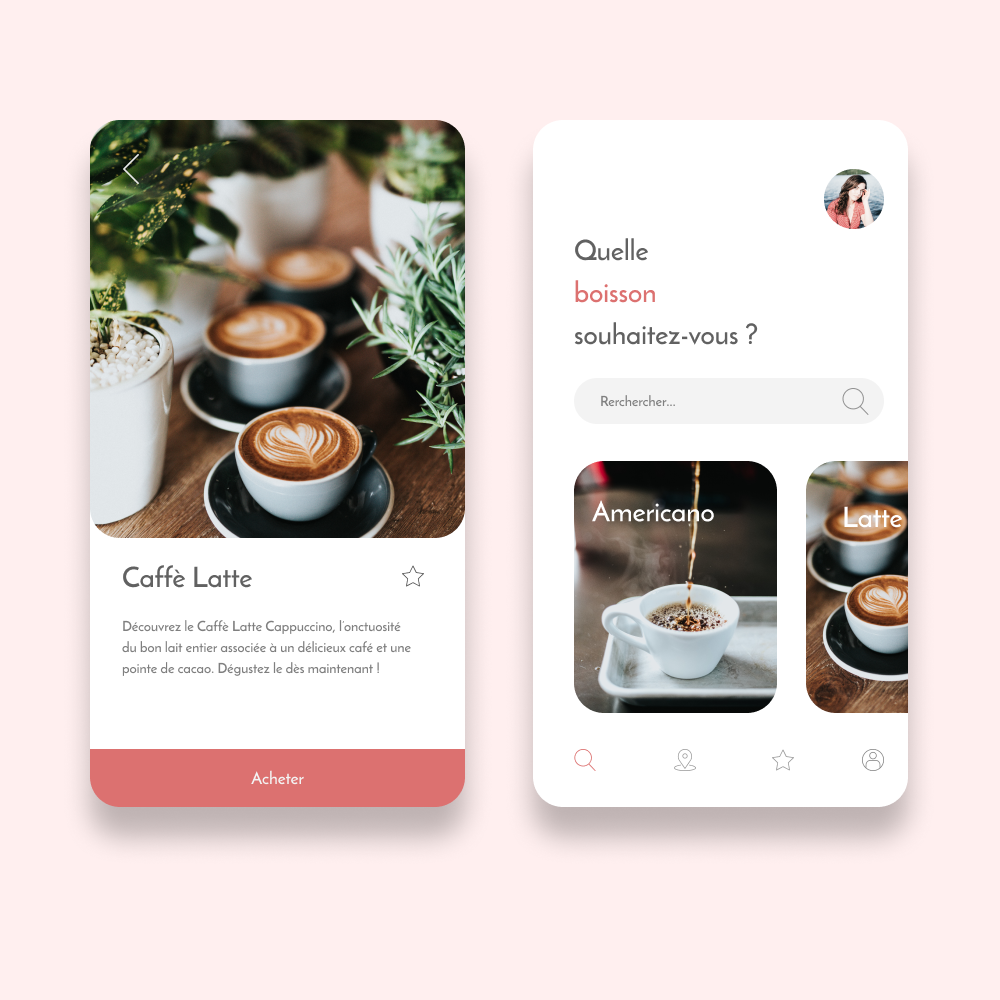 Caffè Latte
Découvrez le Caffè Latte Cappuccino, l'onctuosité
du bon lait entier associée à un délicieux café et une
pointe de cacao. Dégustez le dès maintenant !
Acheter
Quelle
boisson
souhaitez-vous ?
Rerchercher...
Americano
Latte